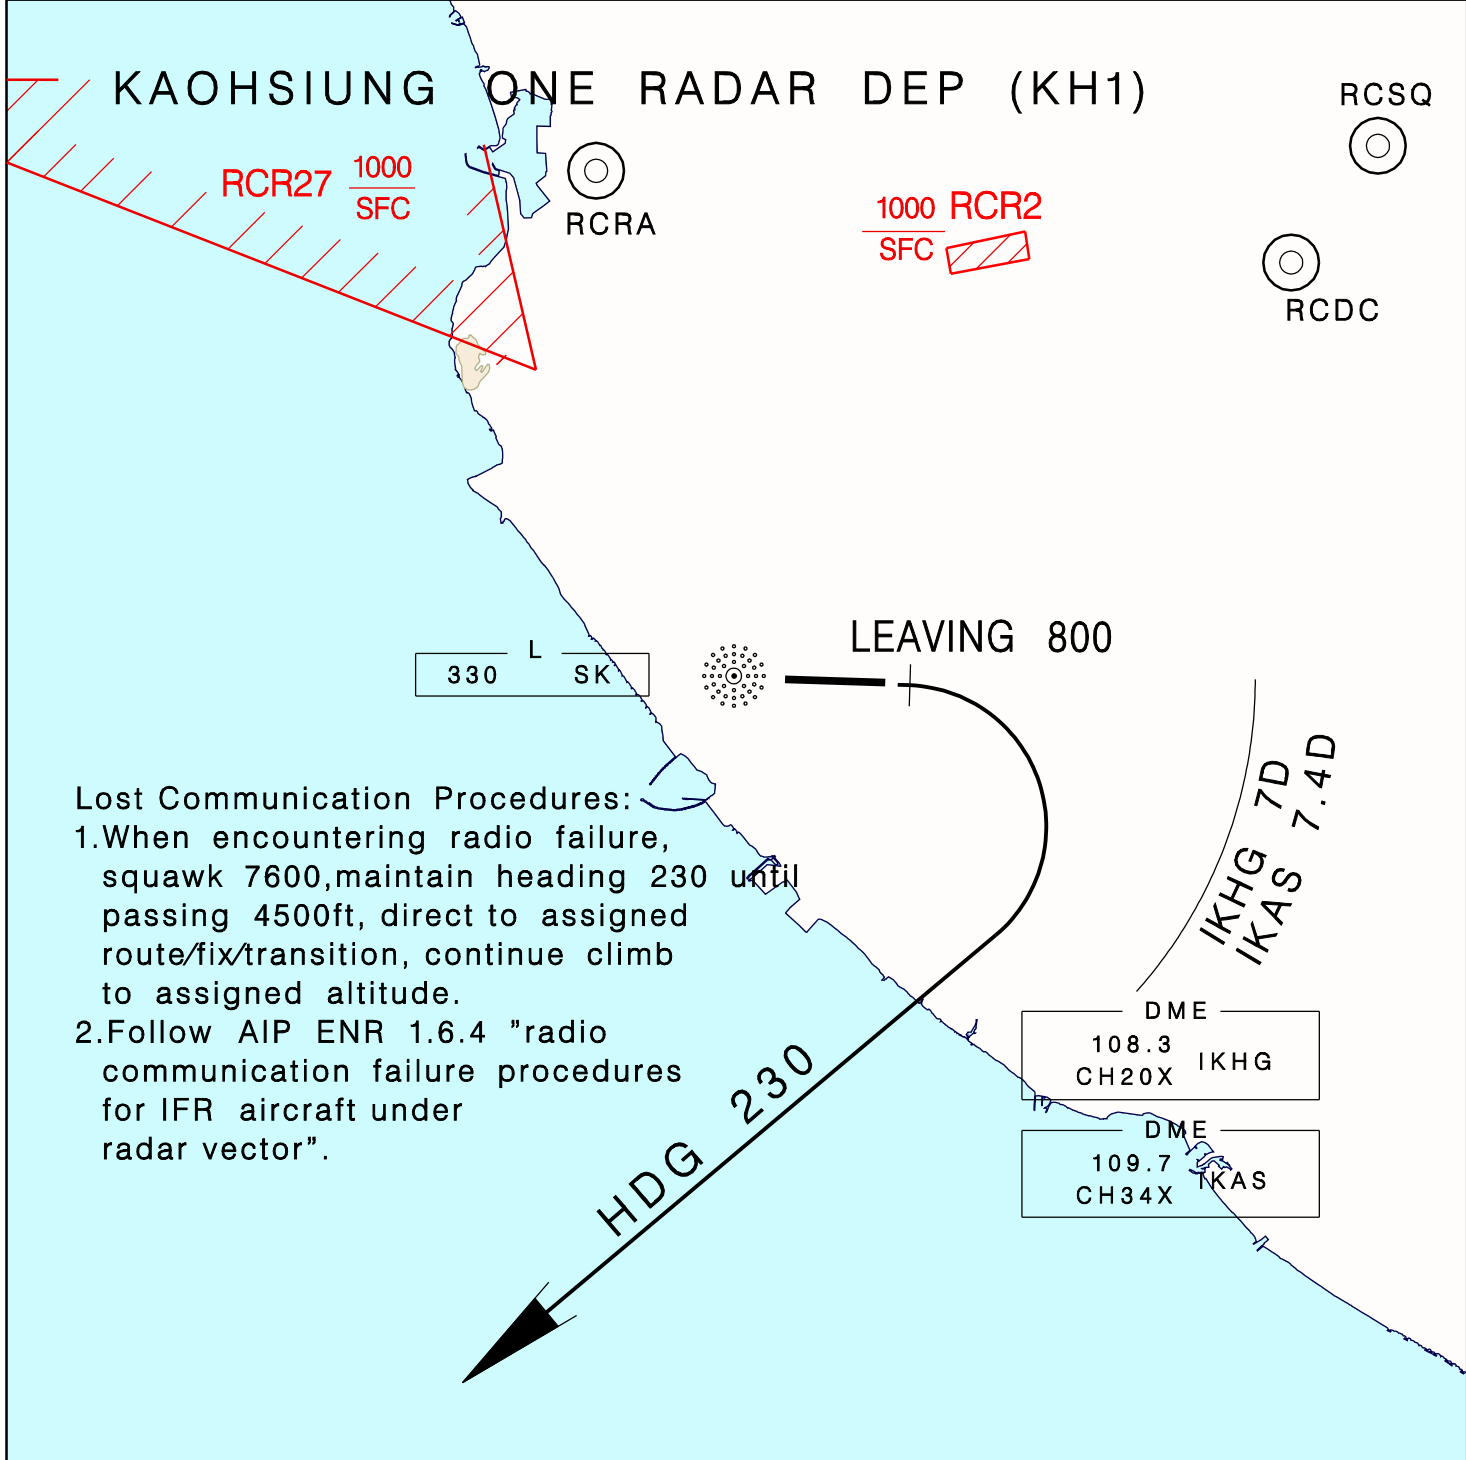 KAOHSIUNG ONE RADAR DEP (KH1)
RCSQ
RCR27 1000
SFC
RCRA
1000 RCR2
SFC
RCDC
LEAVING 800
L
330 SK
IKHG 7D
IKAS 7.4D
Lost Communication Procedures:
1.When encountering radio failure,
squawk 7600,maintain heading 230 until
passing 4500ft, direct to assigned
route/fix/transition, continue climb
to assigned altitude.
2.Follow AIP ENR 1.6.4 ”radio
communication failure procedures
for IFR aircraft under
radar vector”.
HDG 230
DME
108.3
CH20X IKHG
DME
109.7
CH34X IKAS